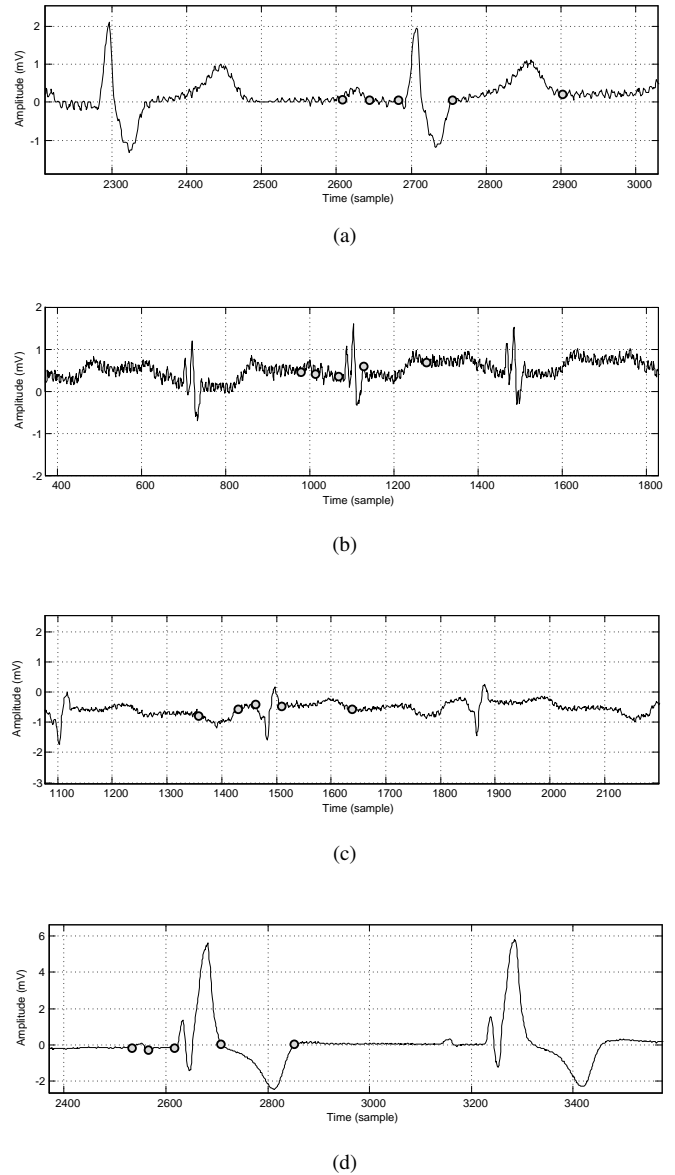 2
1
0
-1
Amplitude (mV)
2300 2400 2500 2600 2700 2800 2900 3000
Time (sample)
(a)
2
1
0
-1
-2
Amplitude (mV)
400 600 800 1000 1200 1400 1600 1800
Time (sample)
(b)
2
1
0
-1
-2
-3
Amplitude (mV)
1100 1200 1300 1400 1500 1600 1700 1800 1900 2000 2100
Time (sample)
(c)
6
4
2
0
-2
Amplitude (mV)
2400 2600 2800 3000 3200 3400
Time (sample)
(d)